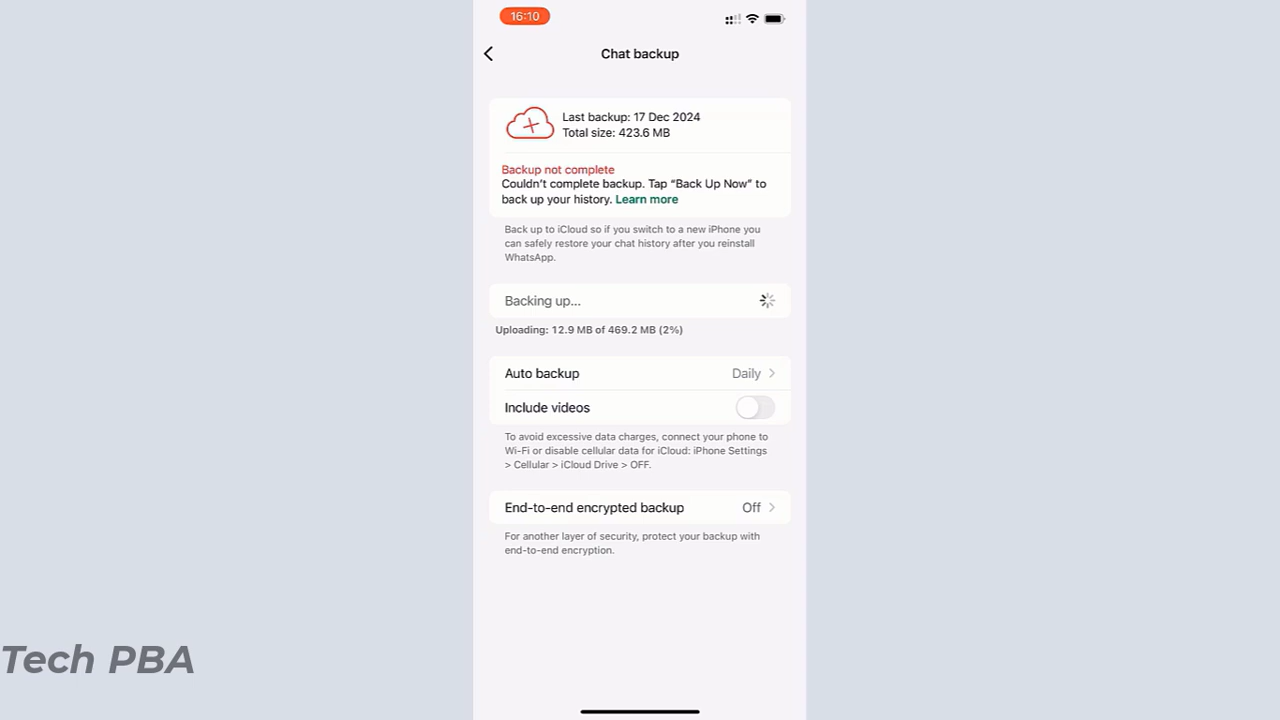 16:10
Chat backup
Last backup: 17 Dec 2024
Total size: 423.6 MB
Backup not complete
Couldn’t complete backup. Tap “Back Up Now” to
back up your history. Learn more
Back up to iCloud so if you switch to a new iPhone you
can safely restore your chat history after you reinstall
WhatsApp.
Backing up...
Uploading: 12.9 MB of 469.2 MB (2%)
Auto backup Daily
Include videos
To avoid excessive data charges, connect your phone to
Wi-Fi or disable cellular data for iCloud: iPhone Settings
> Cellular > iCloud Drive > OFF.
End-to-end encrypted backup Off
For another layer of security, protect your backup with
end-to-end encryption.
Tech PBA